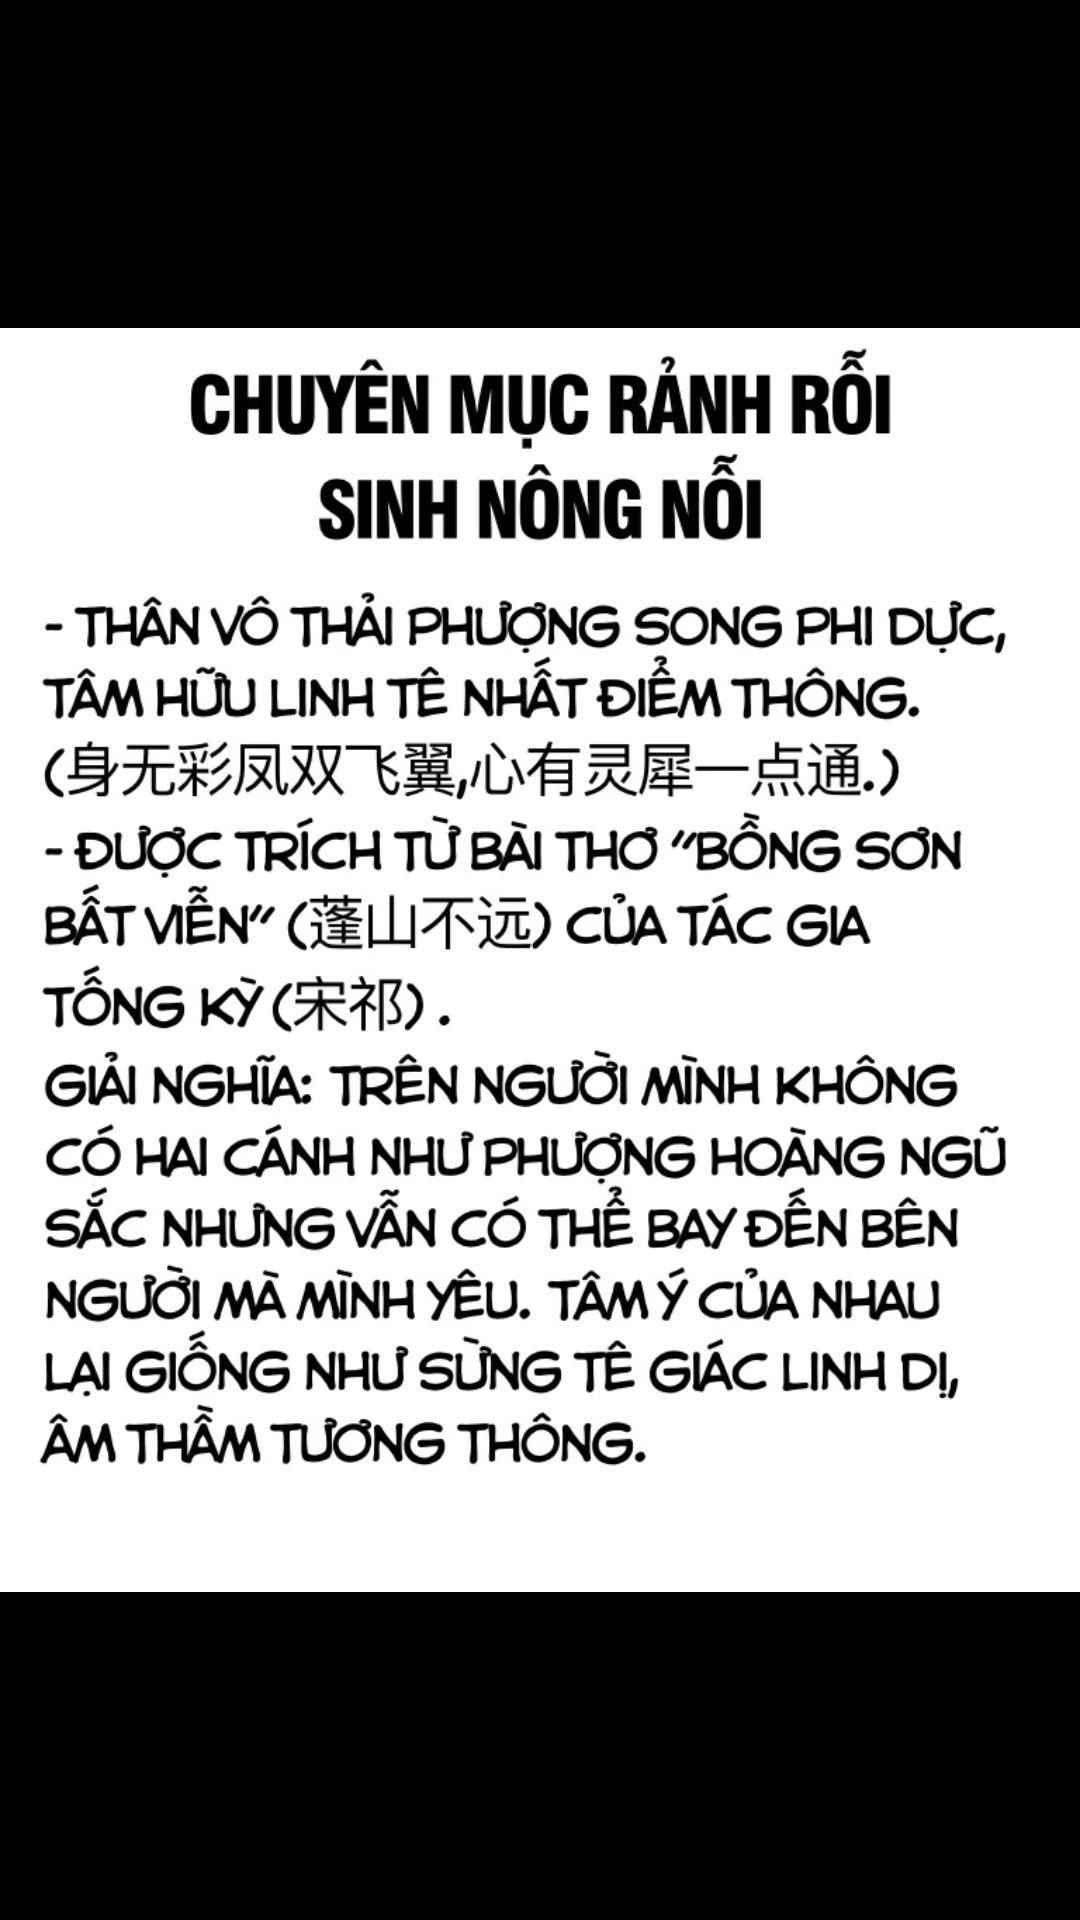 CHUYÊN MỤC RẢNH RỖI
SINH NÔNG NỖI
- THÂN VÔ THẢI PHƯỢNG SONG PHI DỰC,
TÂM HỮU LINH TÊ NHẤT ĐIỂM THÔNG.
(身无彩凤双飞翼,心有灵犀一点通.)
- ĐƯỢC TRÍCH TỪ BÀI THƠ "BỒNG SƠN
BẤT VIỄN" (蓬山不远) CỦA TÁC GIA
TỐNG KỲ (宋祁) .
GIẢI NGHĨA: TRÊN NGƯỜI MÌNH KHÔNG
CÓ HAI CÁNH NHƯ PHƯỢNG HOÀNG NGŨ
SẮC NHƯNG VẪN CÓ THỂ BAY ĐẾN BÊN
NGƯỜI MÀ MÌNH YÊU. TÂM Ý CỦA NHAU
LẠI GIỐNG NHƯ SỪNG TÊ GIÁC LINH DỊ,
ÂM THẦM TƯƠNG THÔNG.